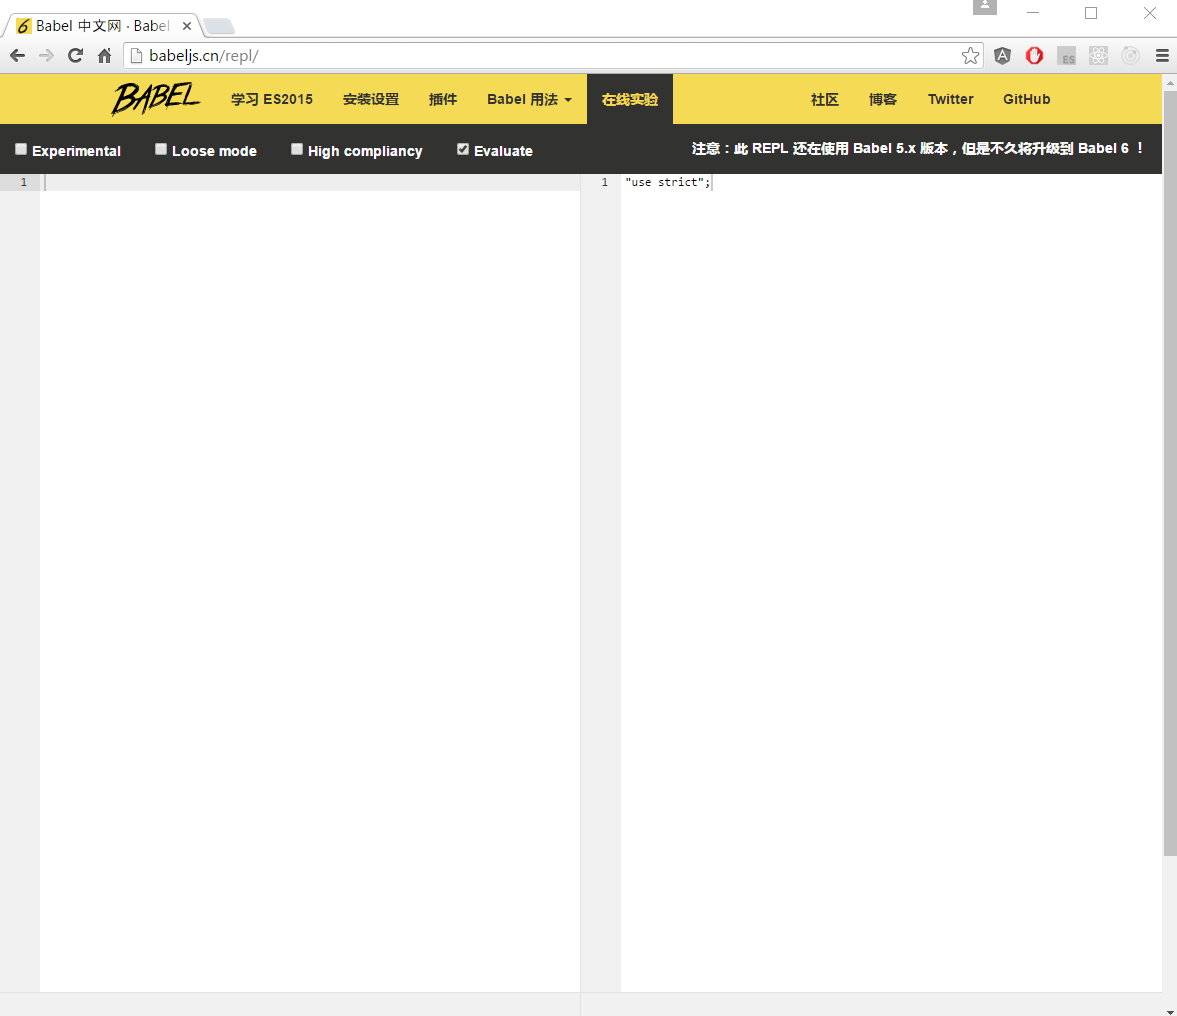 Babel 中文网 · Babel
babeljs.cn/repl/
ES
BABEL
学习 ES2015
安装设置
插件
Babel 用法
在线实验
社区
博客
Twitter
GitHub
Experimental
Loose mode
High compliancy
Evaluate
注意：此 REPL 还在使用 Babel 5.x 版本，但是不久将升级到 Babel 6 ！
1
1 "use strict";